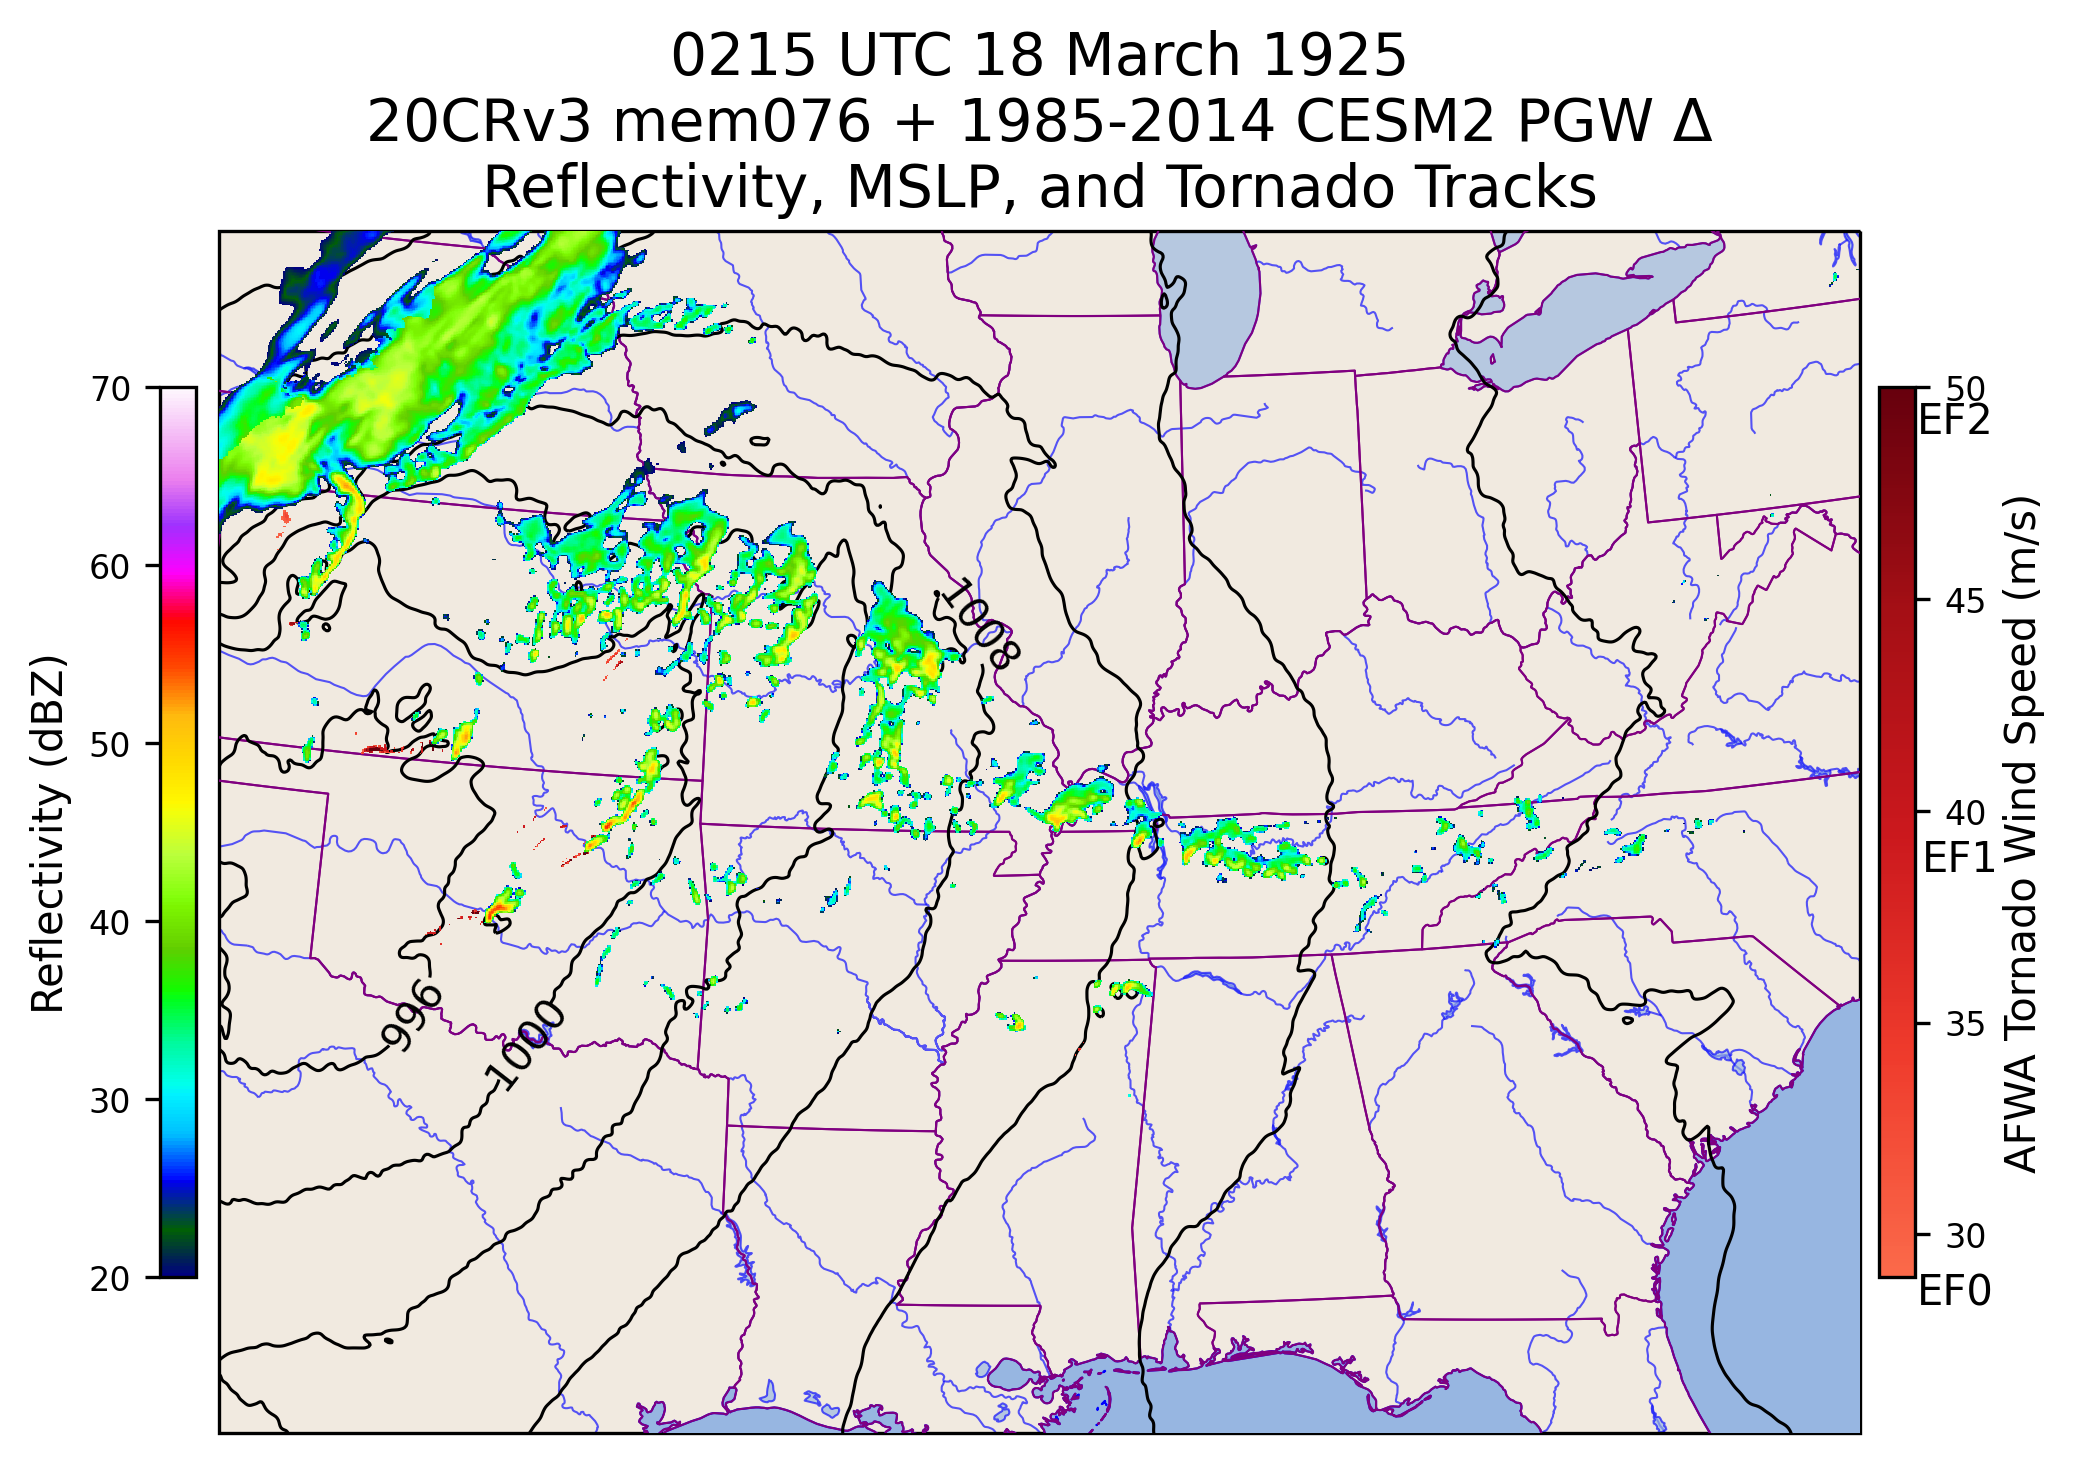 0215 UTC 18 March 1925
20CRv3 mem076 + 1985-2014 CESM2 PGW Δ
Reflectivity, MSLP, and Tornado Tracks
Reflectivity (dBZ)
70
60
50
40
30
20
1008
996
1000
50
EF2
45
40
EF1
35
30
EF0
AFWA Tornado Wind Speed (m/s)